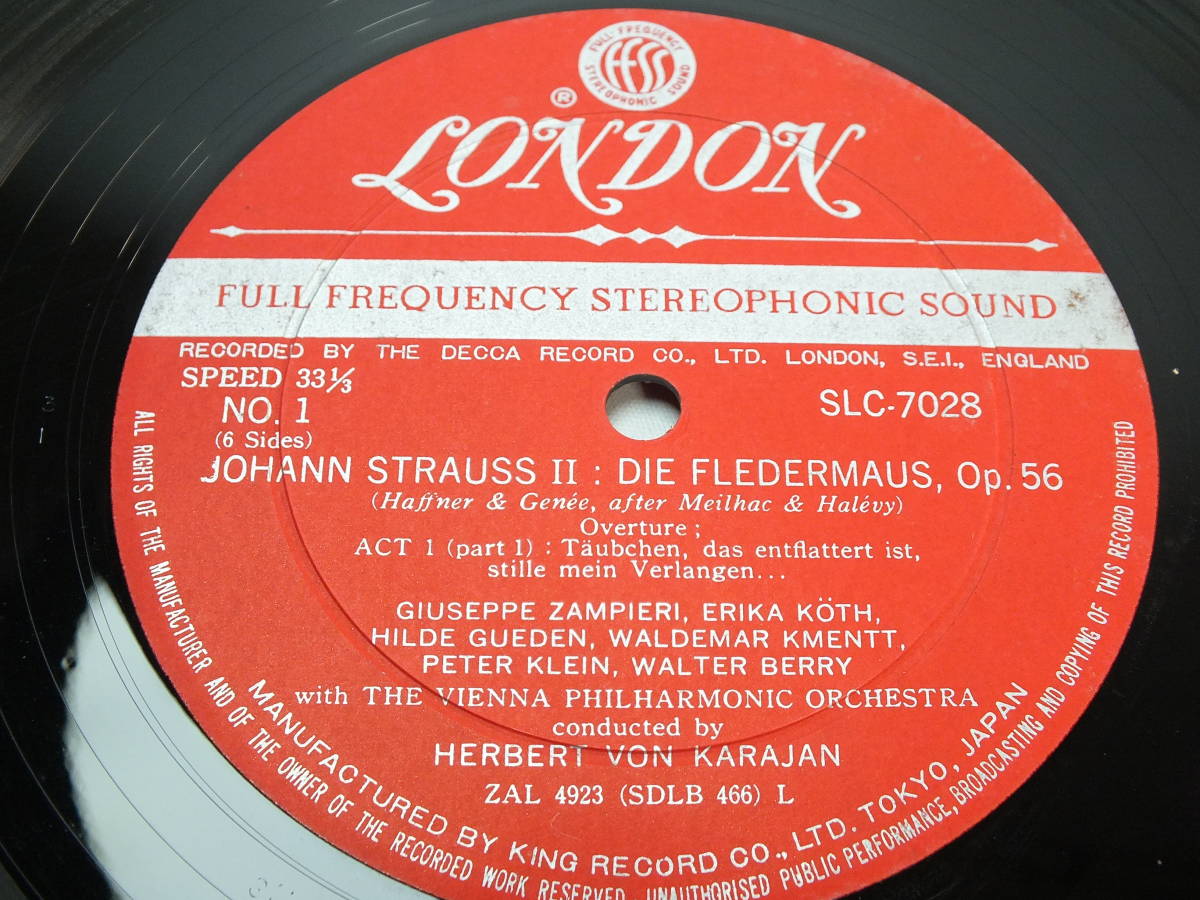 FULL FREQUENCY
FFSS
STEREOPHONIC SOUND
®
LONDON
FULL FREQUENCY STEREOPHONIC SOUND
RECORDED BY THE DECCA RECORD CO., LTD. LONDON, S.E.I., ENGLAND
SPEED 33⅓
NO. 1
SLC-7028
(6 Sides)
JOHANN STRAUSS II : DIE FLEDERMAUS, Op. 56
(Haffner & Genée, after Meilhac & Halévy)
Overture ;
ACT 1 (part 1) : Täubchen, das entflattert ist,
stille mein Verlangen...
GIUSEPPE ZAMPIERI, ERIKA KÖTH,
HILDE GUEDEN, WALDEMAR KMENTT,
PETER KLEIN, WALTER BERRY
with THE VIENNA PHILHARMONIC ORCHESTRA
conducted by
HERBERT VON KARAJAN
ZAL 4923 (SDLB 466) L
MANUFACTURED BY KING RECORD CO., LTD. TOKYO, JAPAN
ALL RIGHTS OF THE MANUFACTURER AND OF THE OWNER OF THE RECORDED WORK RESERVED. UNAUTHORISED PUBLIC PERFORMANCE, BROADCASTING AND COPYING OF THIS RECORD PROHIBITED